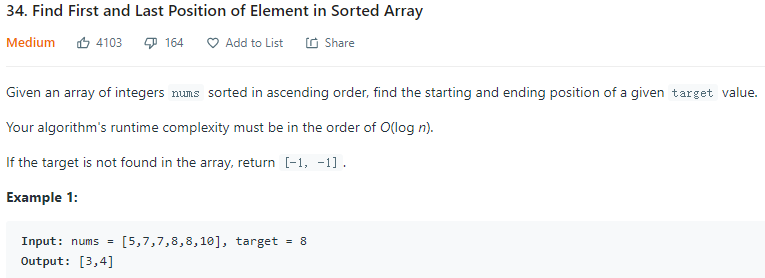 34. Find First and Last Position of Element in Sorted Array
Medium 4103 164 Add to List Share
Given an array of integers nums sorted in ascending order, find the starting and ending position of a given target value.
Your algorithm's runtime complexity must be in the order of O(log n).
If the target is not found in the array, return [-1, -1].
Example 1:
Input: nums = [5,7,7,8,8,10], target = 8
Output: [3,4]